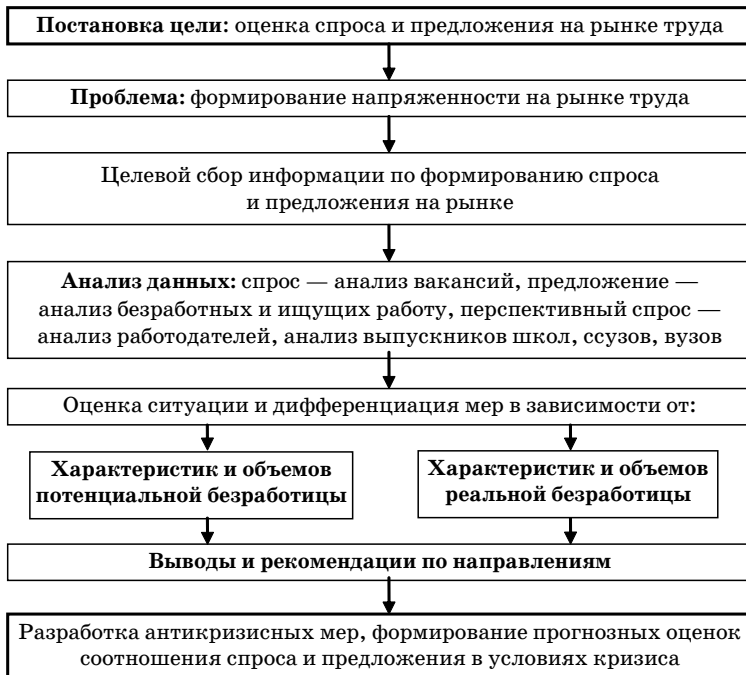 Постановка цели: оценка спроса и предложения на рынке труда
Проблема: формирование напряженности на рынке труда
Целевой сбор информации по формированию спроса
и предложения на рынке
Анализ данных: спрос — анализ вакансий, предложение —
анализ безработных и ищущих работу, перспективный спрос —
анализ работодателей, анализ выпускников школ, ссузов, вузов
Оценка ситуации и дифференциация мер в зависимости от:
Характеристик и объемов
потенциальной безработицы
Характеристик и объемов
реальной безработицы
Выводы и рекомендации по направлениям
Разработка антикризисных мер, формирование прогнозных оценок
соотношения спроса и предложения в условиях кризиса